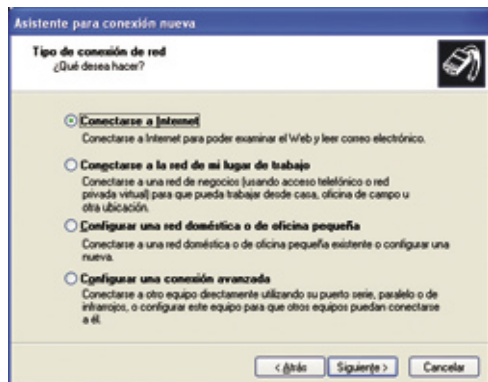 Asistente para conexión nueva
Tipo de conexión de red
¿Qué desea hacer?
Conectarse a Internet
Conectarse a Internet para poder examinar el Web y leer correo electrónico.
Conectarse a la red de mi lugar de trabajo
Conectarse a una red de negocios (usando acceso telefónico o red
privada virtual) para que pueda trabajar desde casa, oficina de campo u
otra ubicación.
Configurar una red doméstica o de oficina pequeña
Conectarse a una red doméstica o de oficina pequeña existente o configurar una
nueva.
Configurar una conexión avanzada
Conectarse a otro equipo directamente utilizando su puerto serie, paralelo o de
infrarrojos, o configurar este equipo para que otros equipos puedan conectarse
a él.
< Atrás Siguiente > Cancelar